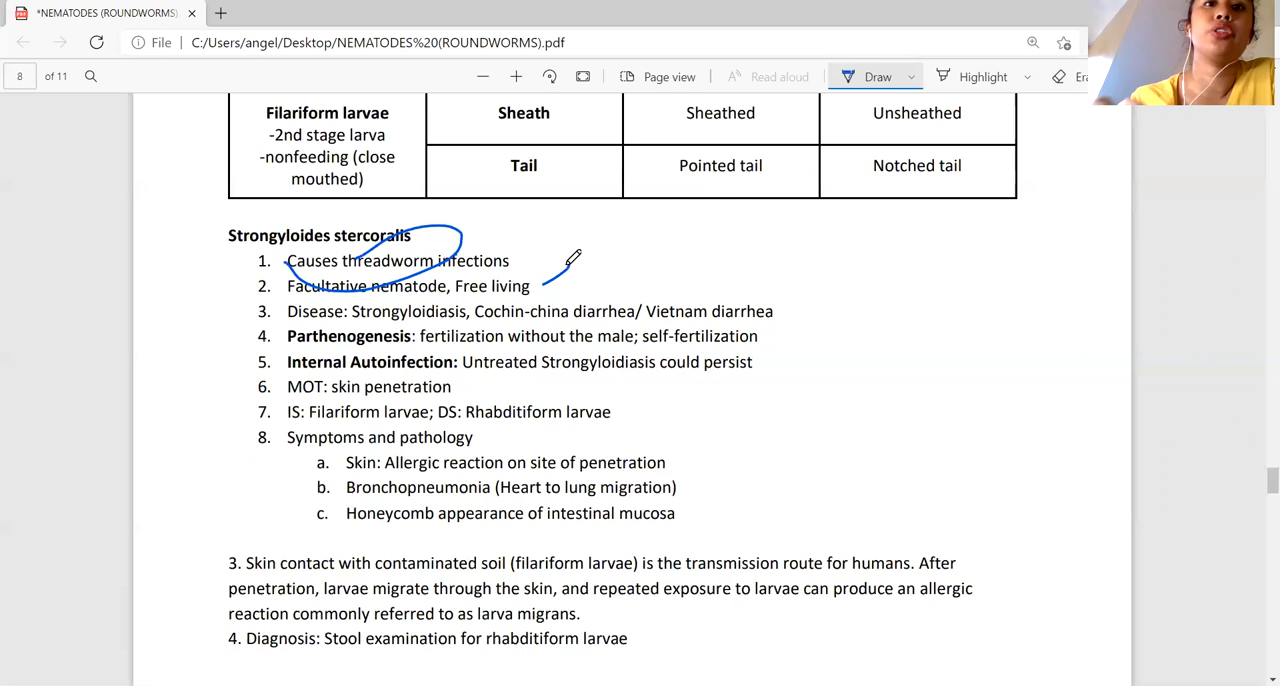 *NEMATODES (ROUNDWORMS)
File C:/Users/angel/Desktop/NEMATODES%20(ROUNDWORMS).pdf
8 of 11 Page view Read aloud Draw Highlight
Filariform larvae
-2nd stage larva
-nonfeeding (close
mouthed)
Sheath Sheathed Unsheathed
Tail Pointed tail Notched tail
Strongyloides stercoralis
1. Causes threadworm infections
2. Facultative nematode, Free living
3. Disease: Strongyloidiasis, Cochin-china diarrhea/ Vietnam diarrhea
4. Parthenogenesis: fertilization without the male; self-fertilization
5. Internal Autoinfection: Untreated Strongyloidiasis could persist
6. MOT: skin penetration
7. IS: Filariform larvae; DS: Rhabditiform larvae
8. Symptoms and pathology
a. Skin: Allergic reaction on site of penetration
b. Bronchopneumonia (Heart to lung migration)
c. Honeycomb appearance of intestinal mucosa
3. Skin contact with contaminated soil (filariform larvae) is the transmission route for humans. After
penetration, larvae migrate through the skin, and repeated exposure to larvae can produce an allergic
reaction commonly referred to as larva migrans.
4. Diagnosis: Stool examination for rhabditiform larvae